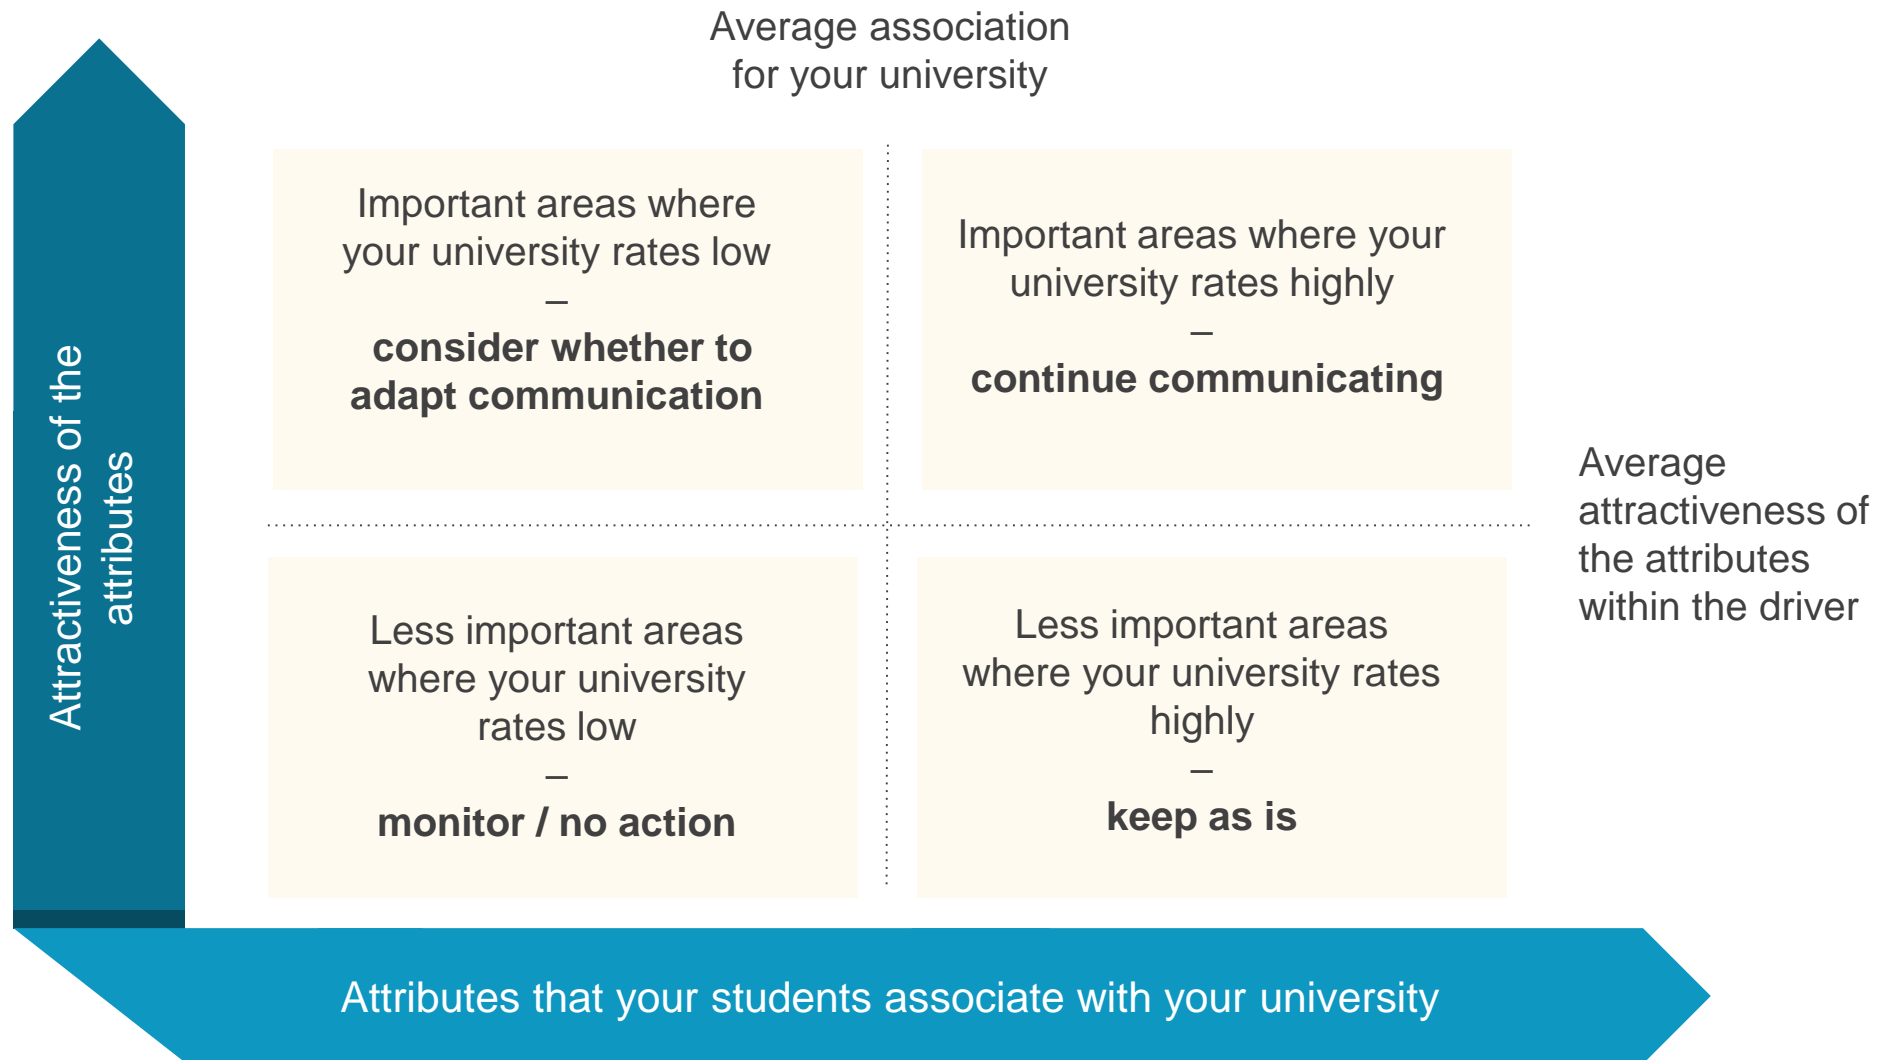 Average association
for your university
Important areas where
your university rates low
–
consider whether to
adapt communication
Important areas where your
university rates highly
–
continue communicating
Attractiveness of the
attributes
Average
attractiveness of
the attributes
within the driver
Less important areas
where your university
rates low
–
monitor / no action
Less important areas
where your university rates
highly
–
keep as is
Attributes that your students associate with your university